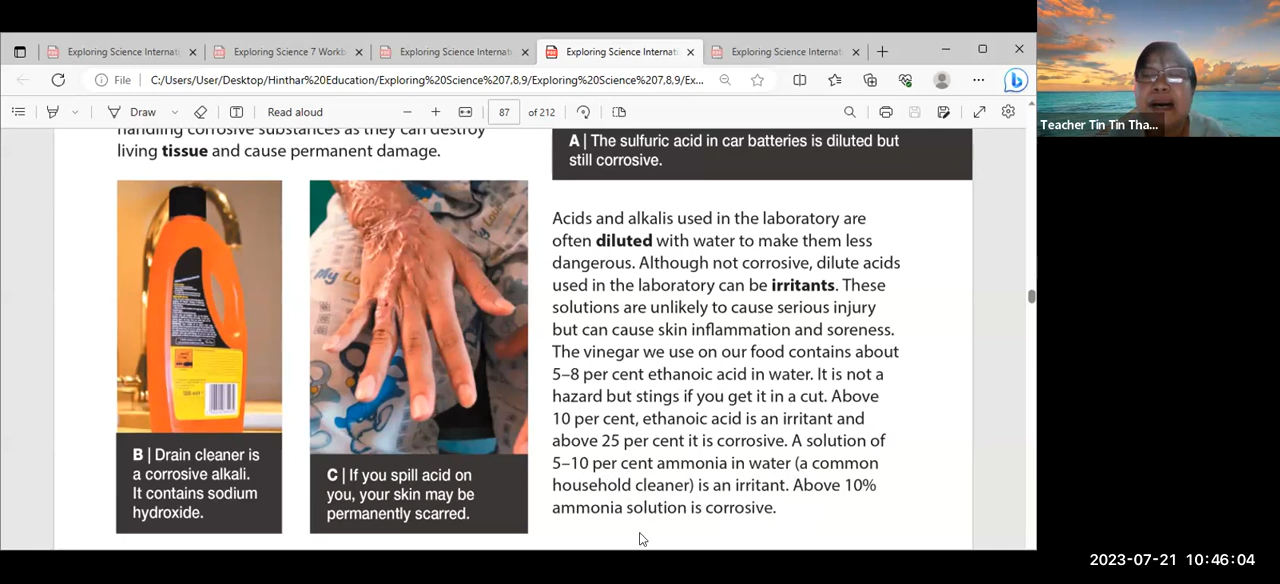 Exploring Science Internat
Exploring Science 7 Workb
Exploring Science Internat
Exploring Science Internati
Exploring Science Internat
File
C:/Users/User/Desktop/Hinthar%20Education/Exploring%20Science%207,8,9/Exploring%20Science%207,8,9/Ex...
Draw
Read aloud
87
of 212
Teacher Tin Tin Tha...
handling corrosive substances as they can destroy
living tissue and cause permanent damage.
B | Drain cleaner is
a corrosive alkali.
It contains sodium
hydroxide.
C | If you spill acid on
you, your skin may be
permanently scarred.
A | The sulfuric acid in car batteries is diluted but
still corrosive.
Acids and alkalis used in the laboratory are
often diluted with water to make them less
dangerous. Although not corrosive, dilute acids
used in the laboratory can be irritants. These
solutions are unlikely to cause serious injury
but can cause skin inflammation and soreness.
The vinegar we use on our food contains about
5–8 per cent ethanoic acid in water. It is not a
hazard but stings if you get it in a cut. Above
10 per cent, ethanoic acid is an irritant and
above 25 per cent it is corrosive. A solution of
5–10 per cent ammonia in water (a common
household cleaner) is an irritant. Above 10%
ammonia solution is corrosive.
2023-07-21 10:46:04